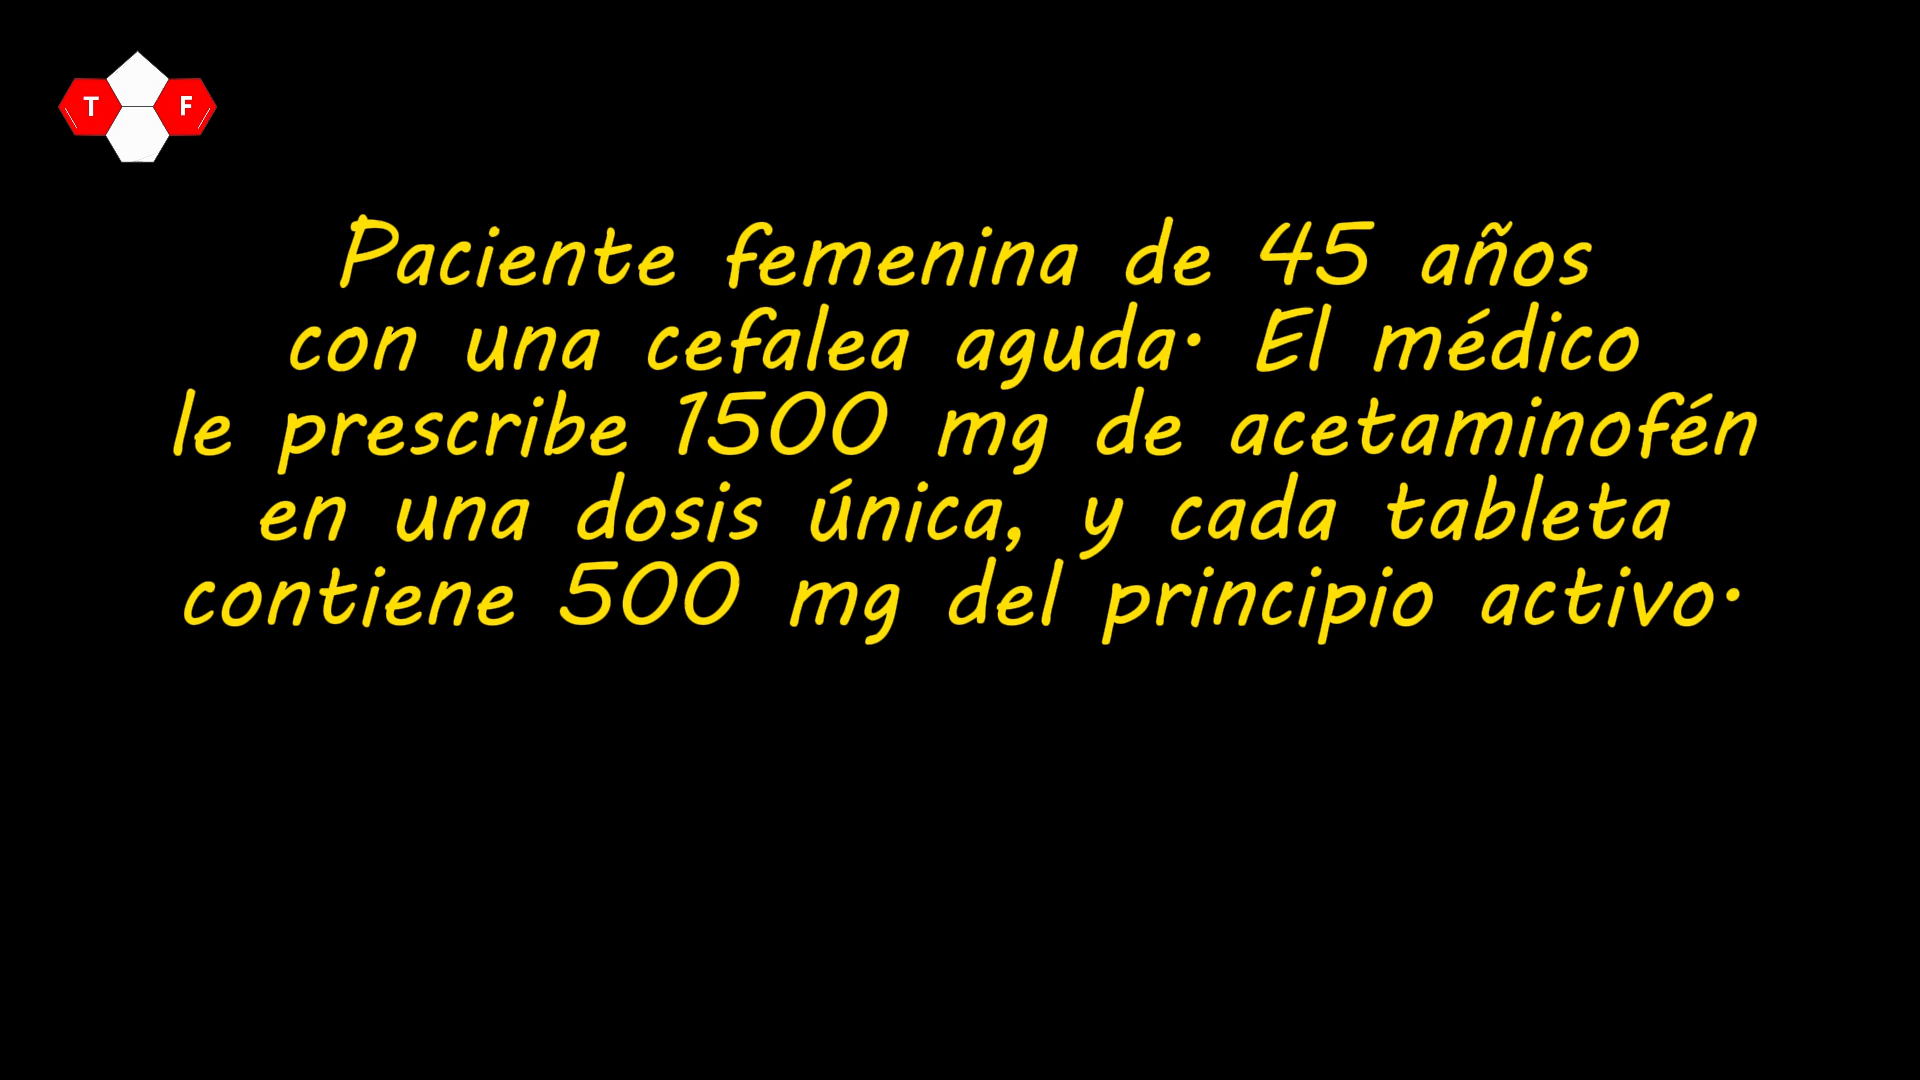 T F
Paciente femenina de 45 años
con una cefalea aguda. El médico
le prescribe 1500 mg de acetaminofén
en una dosis única, y cada tableta
contiene 500 mg del principio activo.